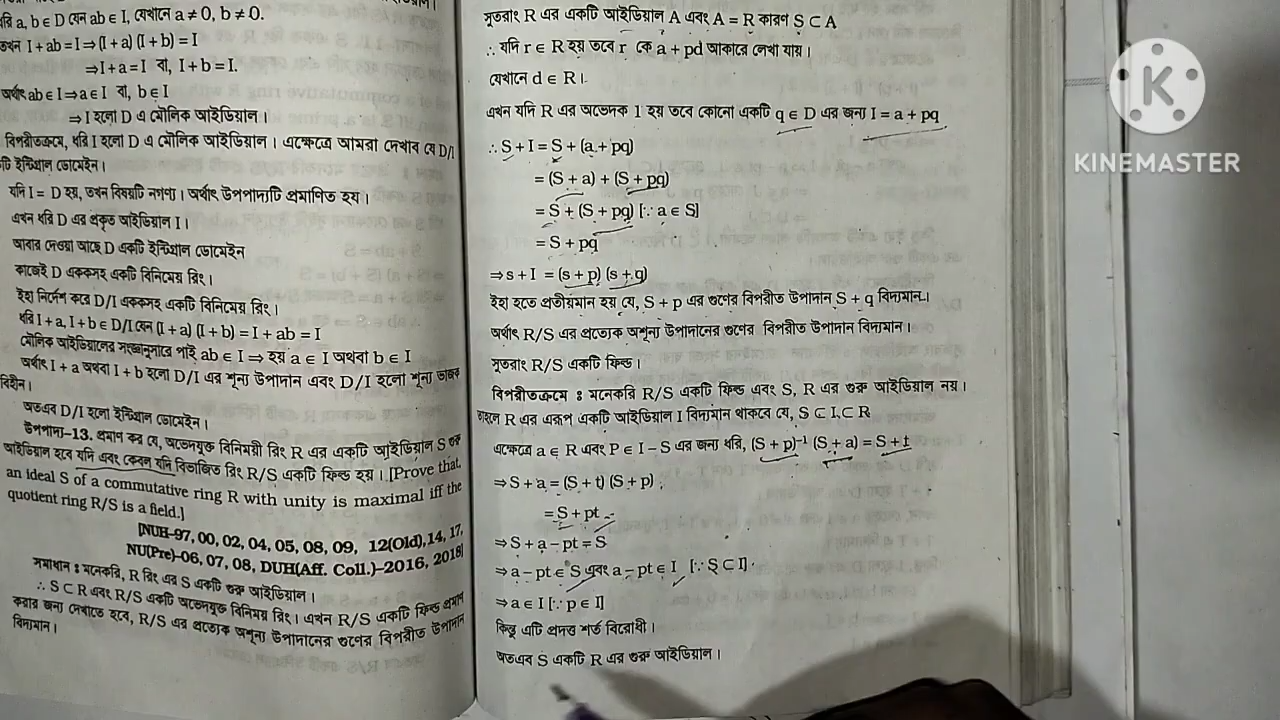 ধরি a, b ∈ D যেন ab ∈ I, যেখানে a ≠ 0, b ≠ 0.
তখন I + ab = I ⇒ (I + a) (I + b) = I
⇒ I + a = I বা, I + b = I.
অর্থাৎ ab ∈ I ⇒ a ∈ I বা, b ∈ I
⇒ I হলো D এ মৌলিক আইডিয়াল।
বিপরীতক্রমে, ধরি I হলো D এ মৌলিক আইডিয়াল। এক্ষেত্রে আমরা দেখাব যে D/I
টি ইন্টিগ্রাল ডোমেইন।
যদি I = D হয়, তখন বিষয়টি নগণ্য। অর্থাৎ উপপাদ্যটি প্রমাণিত হয়।
এখন ধরি D এর প্রকৃত আইডিয়াল I।
আবার দেওয়া আছে D একটি ইন্টিগ্রাল ডোমেইন
কাজেই D এককসহ একটি বিনিমেয় রিং।
ইহা নির্দেশ করে D/I এককসহ একটি বিনিমেয় রিং।
ধরি I + a, I + b ∈ D/I যেন (I + a) (I + b) = I + ab = I
মৌলিক আইডিয়ালের সংজ্ঞানুসারে পাই ab ∈ I ⇒ হয় a ∈ I অথবা b ∈ I
অর্থাৎ I + a অথবা I + b হলো D/I এর শূন্য উপাদান এবং D/I হলো শূন্য ভাজক
বিহীন।
অতএব D/I হলো ইন্টিগ্রাল ডোমেইন।
উপপাদ্য–13. প্রমাণ কর যে, অভেদযুক্ত বিনিময়ী রিং R এর একটি আইডিয়াল S গুরু
আইডিয়াল হবে যদি এবং কেবল যদি বিভাজিত রিং R/S একটি ফিল্ড হয়। [Prove that,
an ideal S of a commutative ring R with unity is maximal iff the
quotient ring R/S is a field.]
[NUH–97, 00, 02, 04, 05, 08, 09, 12(Old), 14, 17,
NU(Pre)–06, 07, 08, DUH(Aff. Coll.)–2016, 2018]
সমাধান : মনেকরি, R রিং এর S একটি গুরু আইডিয়াল।
∴ S ⊂ R এবং R/S একটি অভেদযুক্ত বিনিময় রিং। এখন R/S একটি ফিল্ড প্রমাণ
করার জন্য দেখাতে হবে, R/S এর প্রত্যেক অশূন্য উপাদানের গুণের বিপরীত উপাদান
বিদ্যমান।
সুতরাং R এর একটি আইডিয়াল A এবং A = R কারণ S ⊂ A
∴ যদি r ∈ R হয় তবে r কে a + pd আকারে লেখা যায়।
যেখানে d ∈ R।
এখন যদি R এর অভেদক 1 হয় তবে কোনো একটি q ∈ D এর জন্য I = a + pq
∴ S + I = S + (a + pq)
= (S + a) + (S + pq)
= S + (S + pq) [∵ a ∈ S]
= S + pq
⇒ s + I = (s + p) (s + q)
ইহা হতে প্রতীয়মান হয় যে, S + p এর গুণের বিপরীত উপাদান S + q বিদ্যমান।
অর্থাৎ R/S এর প্রত্যেক অশূন্য উপাদানের গুণের বিপরীত উপাদান বিদ্যমান।
সুতরাং R/S একটি ফিল্ড।
বিপরীতক্রমে : মনেকরি R/S একটি ফিল্ড এবং S, R এর গুরু আইডিয়াল নয়।
তাহলে R এর এরূপ একটি আইডিয়াল I বিদ্যমান থাকবে যে, S ⊂ I ⊂ R
এক্ষেত্রে a ∈ R এবং P ∈ I – S এর জন্য ধরি, (S + p)⁻¹ (S + a) = S + t
⇒ S + a = (S + t) (S + p)
= S + pt
⇒ S + a – pt = S
⇒ a – pt ∈ S এবং a – pt ∈ I [∵ S ⊂ I]
⇒ a ∈ I [∵ p ∈ I]
কিন্তু এটি প্রদত্ত শর্ত বিরোধী।
অতএব S একটি R এর গুরু আইডিয়াল।
K
KINEMASTER